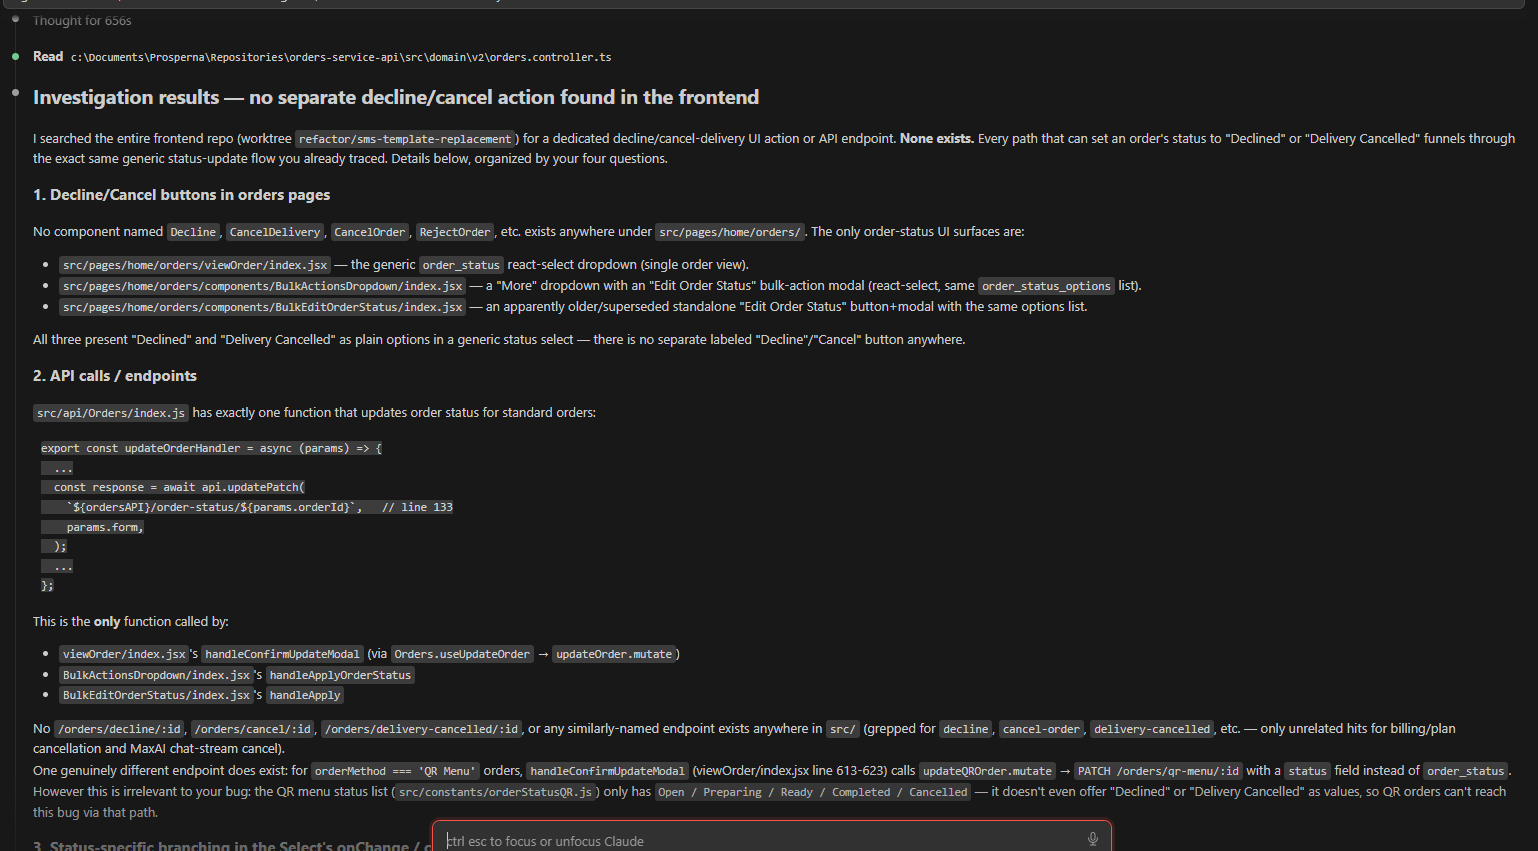 Thought for 656s
Read c:\Documents\Prosperna\Repositories\orders-service-api\src\domain\v2\orders.controller.ts
Investigation results — no separate decline/cancel action found in the frontend
I searched the entire frontend repo (worktree refactor/sms-template-replacement) for a dedicated decline/cancel-delivery UI action or API endpoint. None exists. Every path that can set an order's status to "Declined" or "Delivery Cancelled" funnels through
the exact same generic status-update flow you already traced. Details below, organized by your four questions.
1. Decline/Cancel buttons in orders pages
No component named Decline, CancelDelivery, CancelOrder, RejectOrder, etc. exists anywhere under src/pages/home/orders/. The only order-status UI surfaces are:
• src/pages/home/orders/viewOrder/index.jsx — the generic order_status react-select dropdown (single order view).
• src/pages/home/orders/components/BulkActionsDropdown/index.jsx — a "More" dropdown with an "Edit Order Status" bulk-action modal (react-select, same order_status_options list).
• src/pages/home/orders/components/BulkEditOrderStatus/index.jsx — an apparently older/superseded standalone "Edit Order Status" button+modal with the same options list.
All three present "Declined" and "Delivery Cancelled" as plain options in a generic status select — there is no separate labeled "Decline"/"Cancel" button anywhere.
2. API calls / endpoints
src/api/Orders/index.js has exactly one function that updates order status for standard orders:
export const updateOrderHandler = async (params) => {
...
const response = await api.updatePatch(
`${ordersAPI}/order-status/${params.orderId}`, // line 133
params.form,
);
...
};
This is the only function called by:
• viewOrder/index.jsx's handleConfirmUpdateModal (via Orders.useUpdateOrder → updateOrder.mutate)
• BulkActionsDropdown/index.jsx's handleApplyOrderStatus
• BulkEditOrderStatus/index.jsx's handleApply
No /orders/decline/:id, /orders/cancel/:id, /orders/delivery-cancelled/:id, or any similarly-named endpoint exists anywhere in src/ (grepped for decline, cancel-order, delivery-cancelled, etc. — only unrelated hits for billing/plan
cancellation and MaxAI chat-stream cancel).
One genuinely different endpoint does exist: for orderMethod === 'QR Menu' orders, handleConfirmUpdateModal (viewOrder/index.jsx line 613-623) calls updateQROrder.mutate → PATCH /orders/qr-menu/:id with a status field instead of order_status.
However this is irrelevant to your bug: the QR menu status list (src/constants/orderStatusQR.js) only has Open / Preparing / Ready / Completed / Cancelled — it doesn't even offer "Declined" or "Delivery Cancelled" as values, so QR orders can't reach
this bug via that path.
3. Status-specific branching in the Select's onChange /
ctrl esc to focus or unfocus Claude